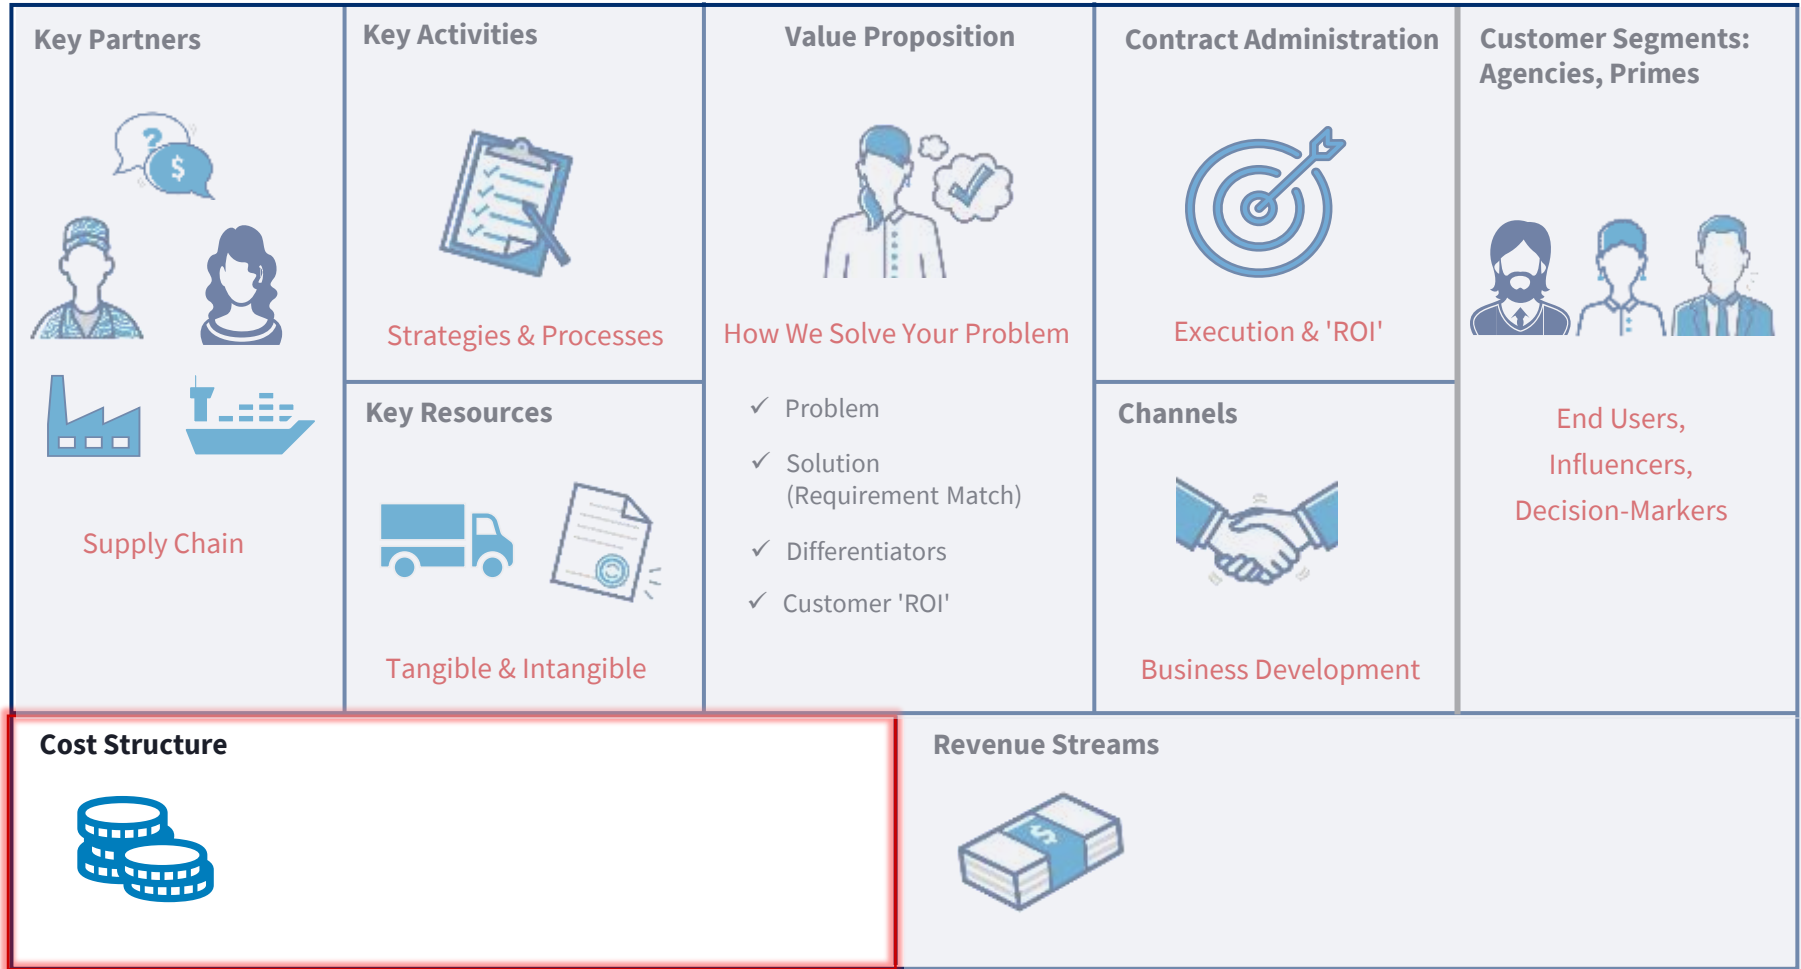 Key Partners
?
$
Supply Chain
Key Activities
Strategies & Processes
Key Resources
©
Tangible & Intangible
Value Proposition
How We Solve Your Problem
✓ Problem
✓ Solution
(Requirement Match)
✓ Differentiators
✓ Customer 'ROI'
Contract Administration
Execution & 'ROI'
Channels
Business Development
Customer Segments:
Agencies, Primes
End Users,
Influencers,
Decision-Markers
Cost Structure
Revenue Streams
$